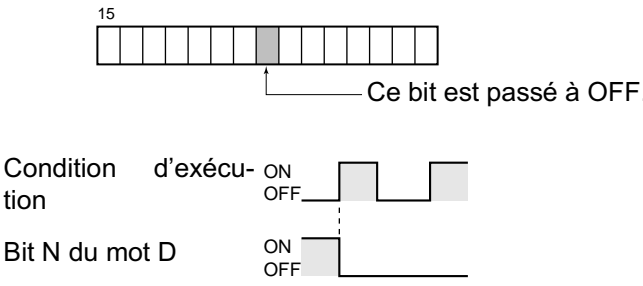 15
Ce bit est passé à OFF.
Condition d'exécu- ON
tion OFF
Bit N du mot D ON
OFF